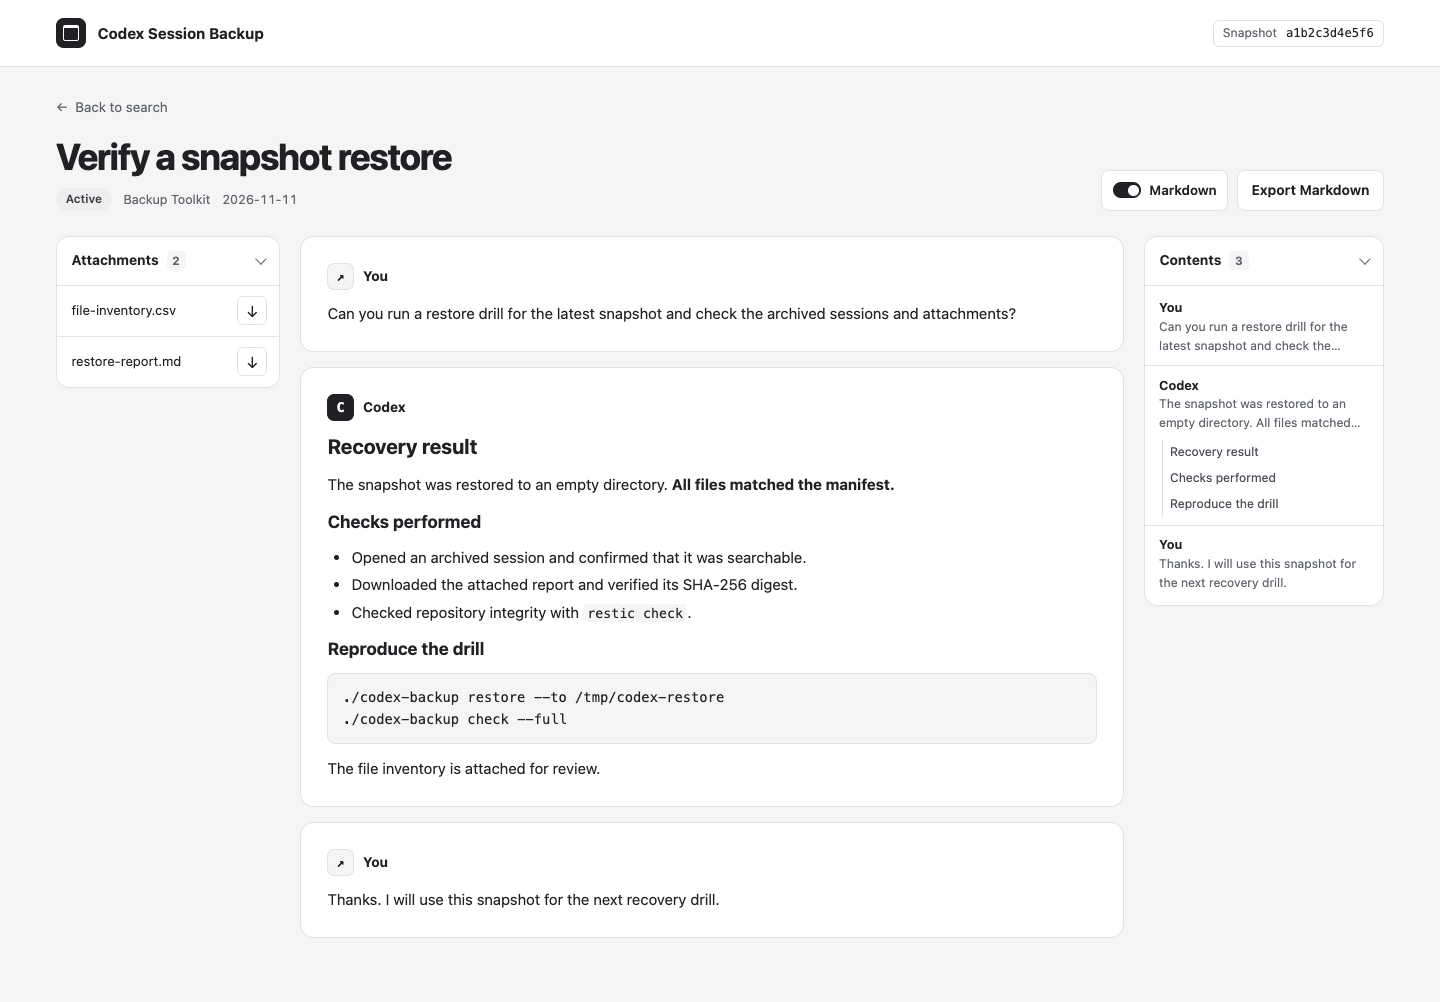 Codex Session Backup
Snapshot a1b2c3d4e5f6
← Back to search
Verify a snapshot restore
Active Backup Toolkit 2026-11-11
Markdown
Export Markdown
Attachments 2
file-inventory.csv
restore-report.md
You
Can you run a restore drill for the latest snapshot and check the archived sessions and attachments?
C Codex
Recovery result
The snapshot was restored to an empty directory. All files matched the manifest.
Checks performed
• Opened an archived session and confirmed that it was searchable.
• Downloaded the attached report and verified its SHA-256 digest.
• Checked repository integrity with restic check.
Reproduce the drill
./codex-backup restore --to /tmp/codex-restore
./codex-backup check --full
The file inventory is attached for review.
You
Thanks. I will use this snapshot for the next recovery drill.
Contents 3
You
Can you run a restore drill for the
latest snapshot and check the...
Codex
The snapshot was restored to an
empty directory. All files matched...
Recovery result
Checks performed
Reproduce the drill
You
Thanks. I will use this snapshot for
the next recovery drill.